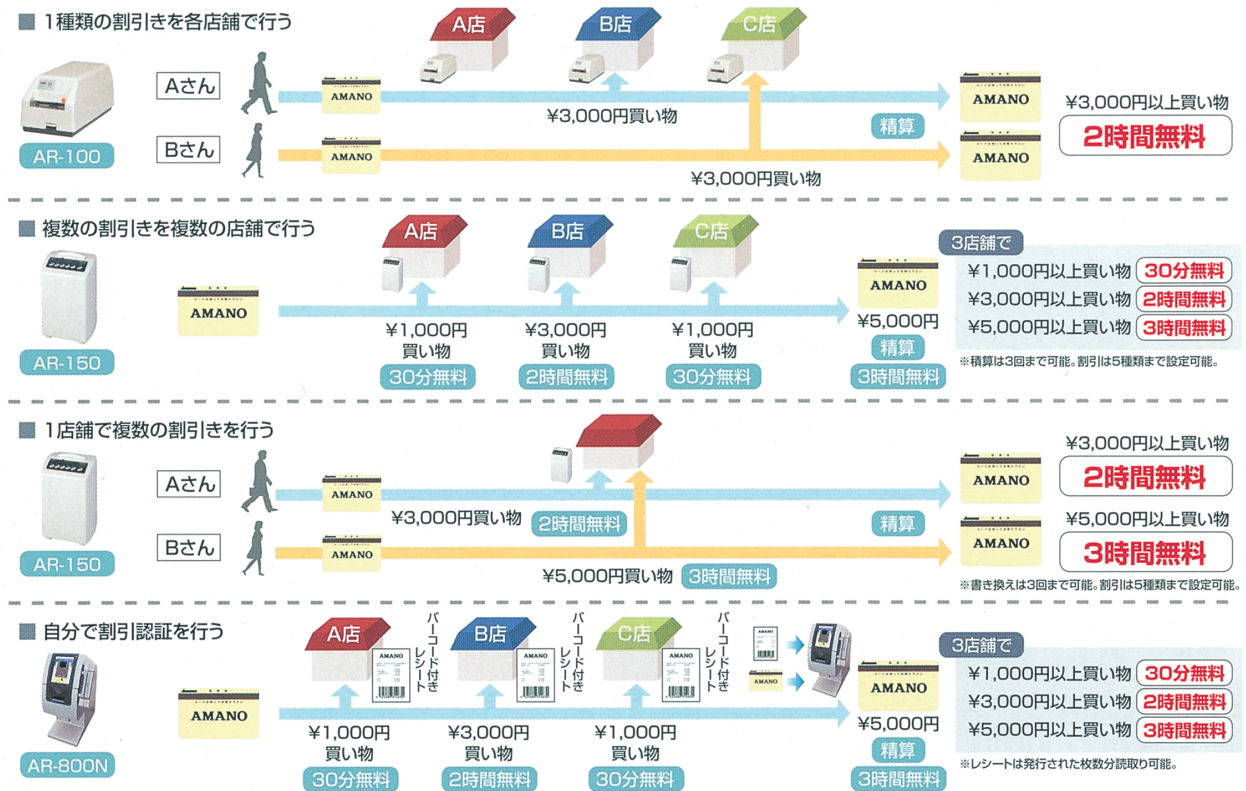 ■ 1種類の割引きを各店舗で行う
A店
B店
C店
Aさん
AMANO
¥3,000円買い物
精算
AMANO
¥3,000円以上買い物
2時間無料
AR-100
Bさん
AMANO
¥3,000円買い物
AMANO
■ 複数の割引きを複数の店舗で行う
A店
B店
C店
AMANO
AR-150
¥1,000円
買い物
30分無料
¥3,000円
買い物
2時間無料
¥1,000円
買い物
30分無料
AMANO
¥5,000円
精算
3時間無料
3店舗で
¥1,000円以上買い物 30分無料
¥3,000円以上買い物 2時間無料
¥5,000円以上買い物 3時間無料
※積算は3回まで可能。割引は5種類まで設定可能。
■ 1店舗で複数の割引きを行う
Aさん
AMANO
¥3,000円買い物 2時間無料
精算
AMANO
¥3,000円以上買い物
2時間無料
AR-150
Bさん
AMANO
¥5,000円買い物 3時間無料
AMANO
¥5,000円以上買い物
3時間無料
※書き換えは3回まで可能。割引は5種類まで設定可能。
■ 自分で割引認証を行う
A店
AMANO
バーコード付き
レシート
B店
AMANO
バーコード付き
レシート
C店
AMANO
バーコード付き
レシート
AMANO
AR-800N
¥1,000円
買い物
30分無料
¥3,000円
買い物
2時間無料
¥1,000円
買い物
30分無料
AMANO
¥5,000円
精算
3時間無料
3店舗で
¥1,000円以上買い物 30分無料
¥3,000円以上買い物 2時間無料
¥5,000円以上買い物 3時間無料
※レシートは発行された枚数分読取り可能。